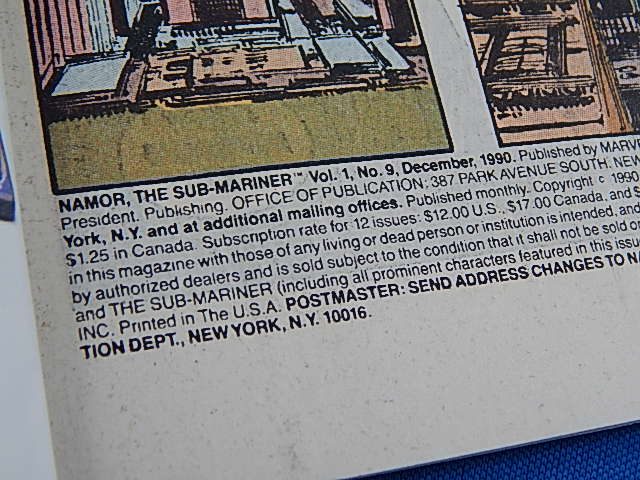 NAMOR, THE SUB-MARINER™ Vol. 1, No. 9, December, 1990. Published by MARVE
President. Publishing. OFFICE OF PUBLICATION: 387 PARK AVENUE SOUTH, NEW
York, N.Y. and at additional mailing offices. Published monthly. Copyright © 1990
$1.25 in Canada. Subscription rate for 12 issues: $12.00 U.S., $17.00 Canada, and $
in this magazine with those of any living or dead person or institution is intended, and
by authorized dealers and is sold subject to the condition that it shall not be sold or
and THE SUB-MARINER (including all prominent characters featured in this issue
INC. Printed in The U.S.A. POSTMASTER: SEND ADDRESS CHANGES TO NA
TION DEPT., NEW YORK, N.Y. 10016.